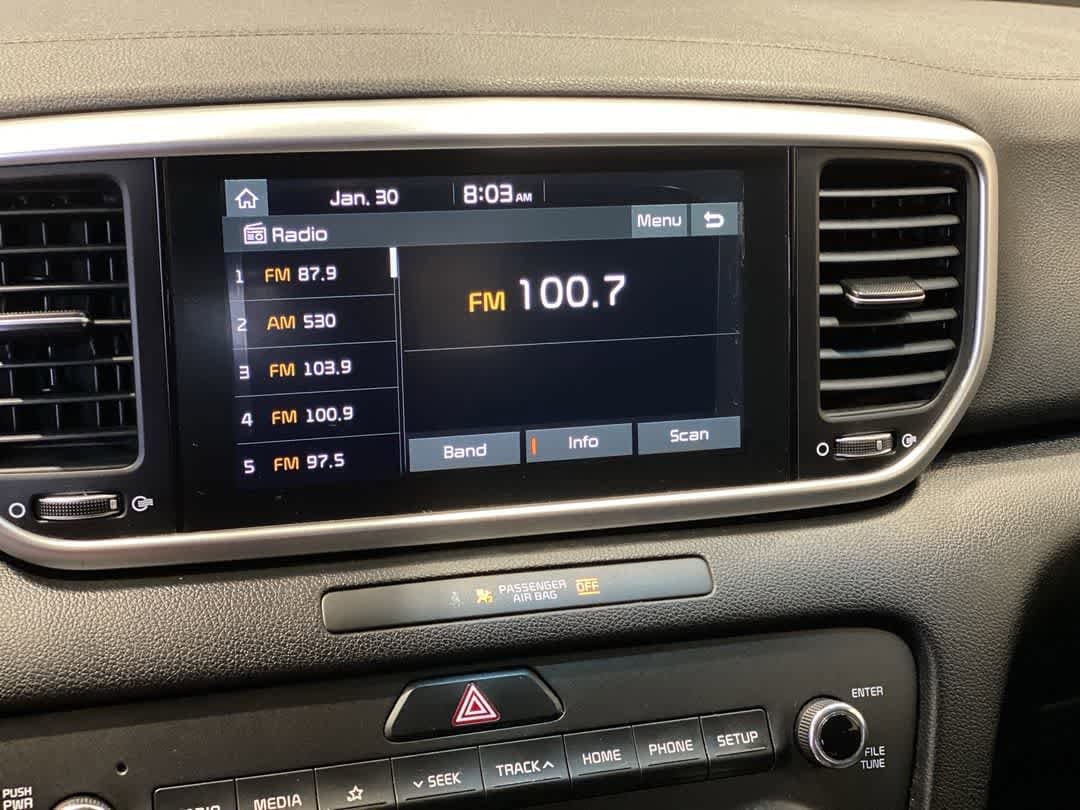 Jan. 30 8:03 AM
Radio Menu
1 FM 87.9
FM 100.7
2 AM 530
3 FM 103.9
4 FM 100.9
5 FM 97.5
Band Info Scan
PASSENGER
AIR BAG OFF
ENTER
FILE
TUNE
PUSH
PWR
MEDIA SEEK TRACK HOME PHONE SETUP